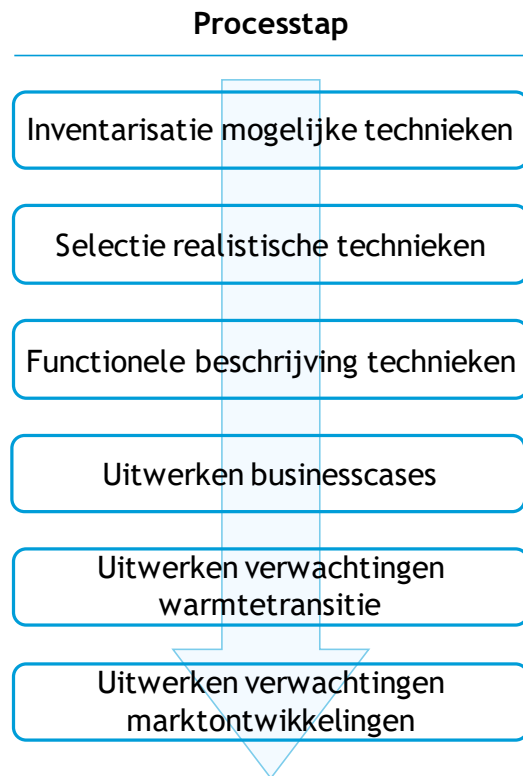 Processtap
Inventarisatie mogelijke technieken
Selectie realistische technieken
Functionele beschrijving technieken
Uitwerken businesscases
Uitwerken verwachtingen
warmtetransitie
Uitwerken verwachtingen
marktontwikkelingen